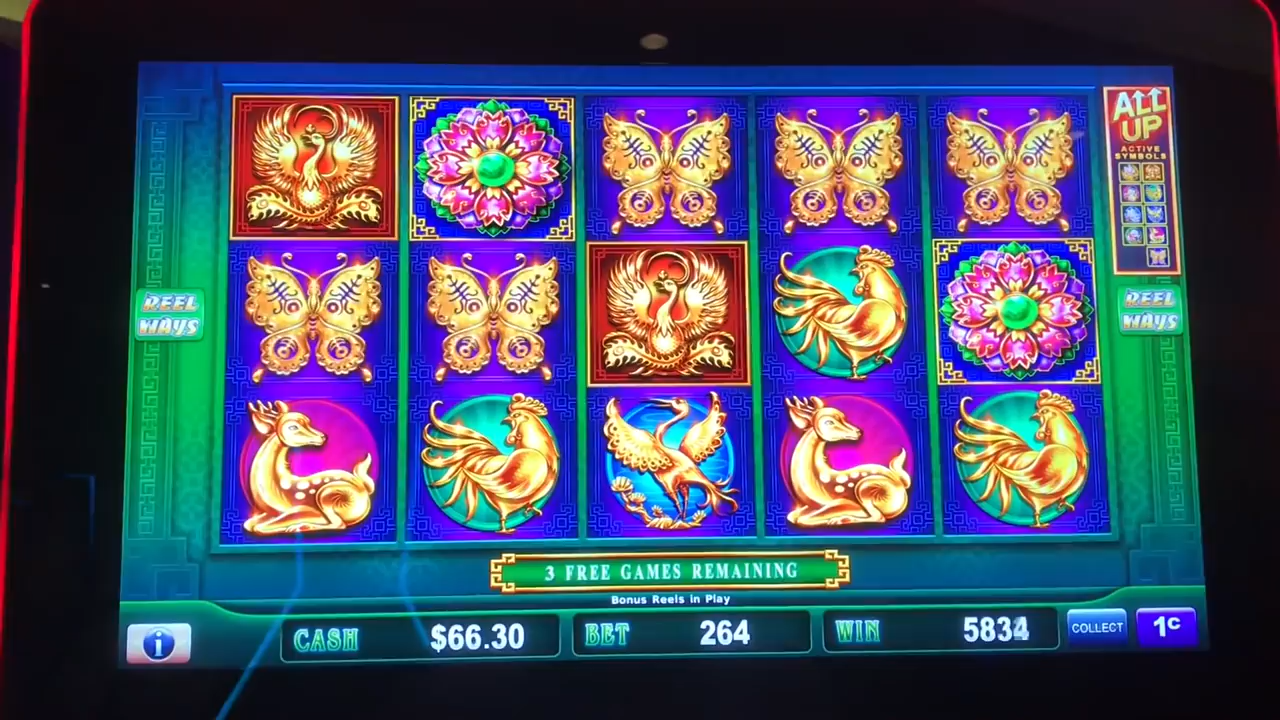 ALL
UP
ACTIVE
SYMBOLS
REEL
WAYS
REEL
WAYS
3 FREE GAMES REMAINING
Bonus Reels in Play
i
CASH $66.30
BET 264
WIN 5834
COLLECT
1¢